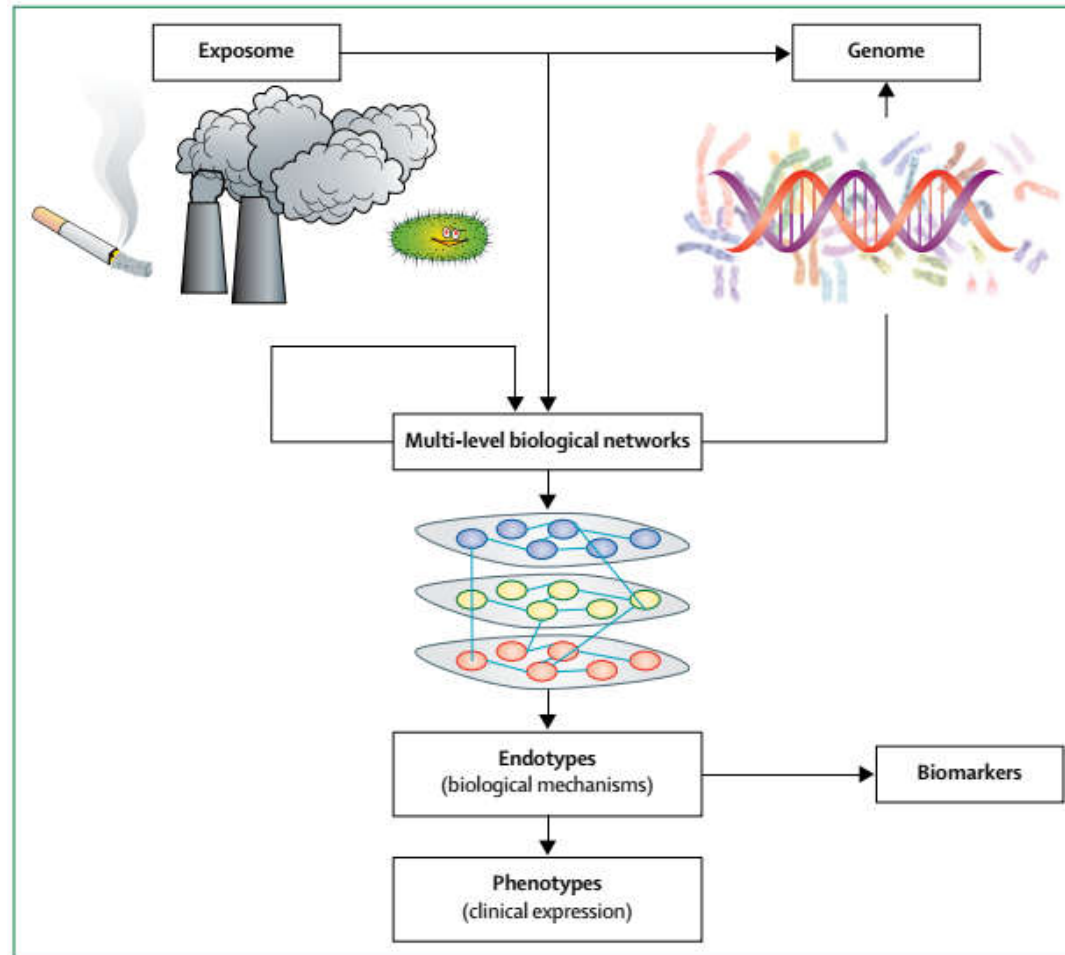 Exposome
Genome
Multi-level biological networks
Endotypes
(biological mechanisms)
Biomarkers
Phenotypes
(clinical expression)